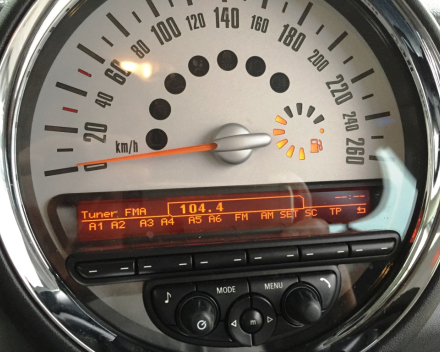 0 20 40 60 80 100 120 140 160 180 200 220 240 260
km/h
Tuner FMA 104.4
A1 A2 A3 A4 A5 A6 FM AM SET SC TP
MODE MENU
m